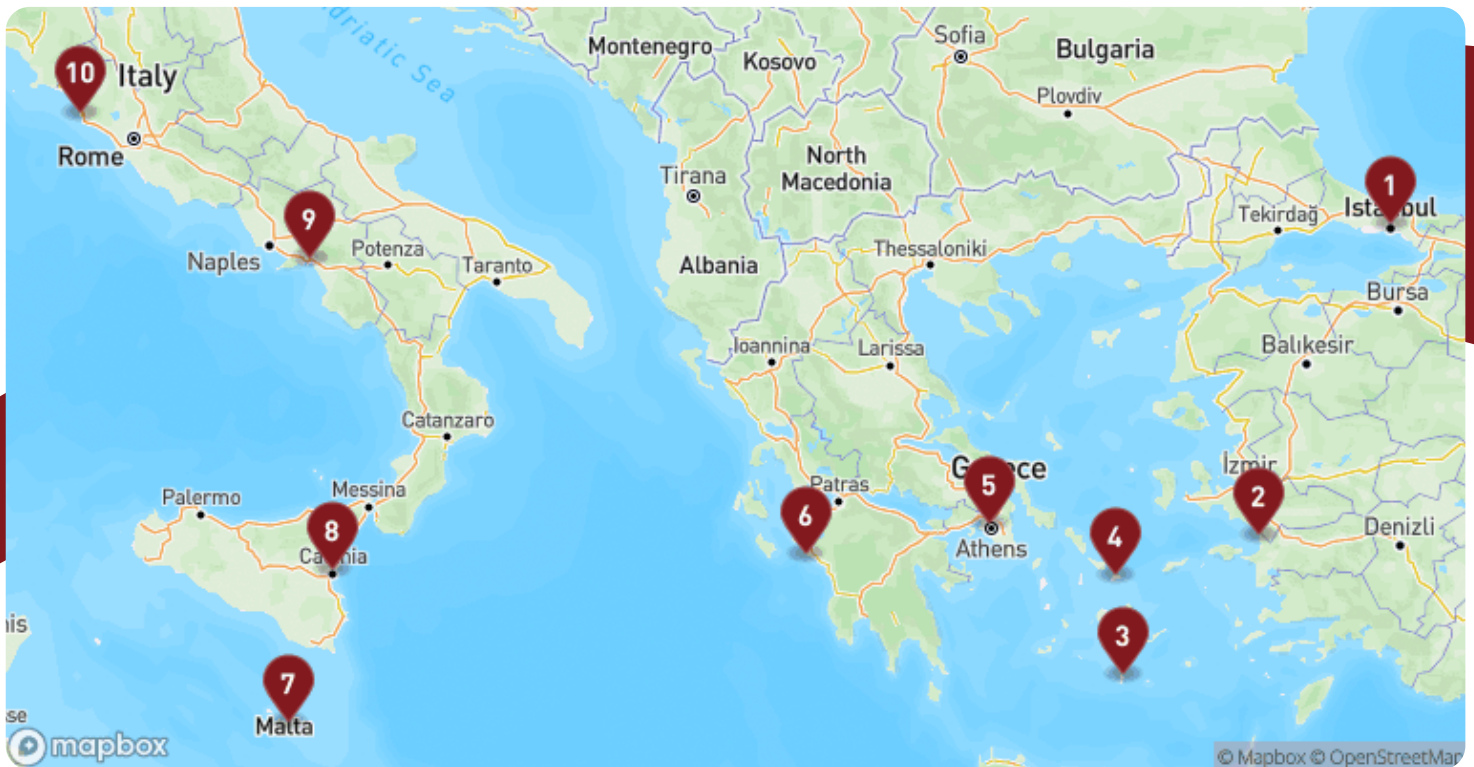 Adriatic Sea
Montenegro
Kosovo
Sofia
Bulgaria
10
Italy
Plovdiv
Rome
North
Macedonia
Tirana
1
Istanbul
Tekirdağ
9
Naples
Potenza
Taranto
Albania
Thessaloniki
Bursa
Ioannina
Larissa
Balıkesir
Catanzaro
Greece
5
İzmir
2
Palermo
Messina
Patras
6
8
Catania
4
Athens
Denizli
nis
3
7
Malta
se
mapbox
© Mapbox © OpenStreetMap